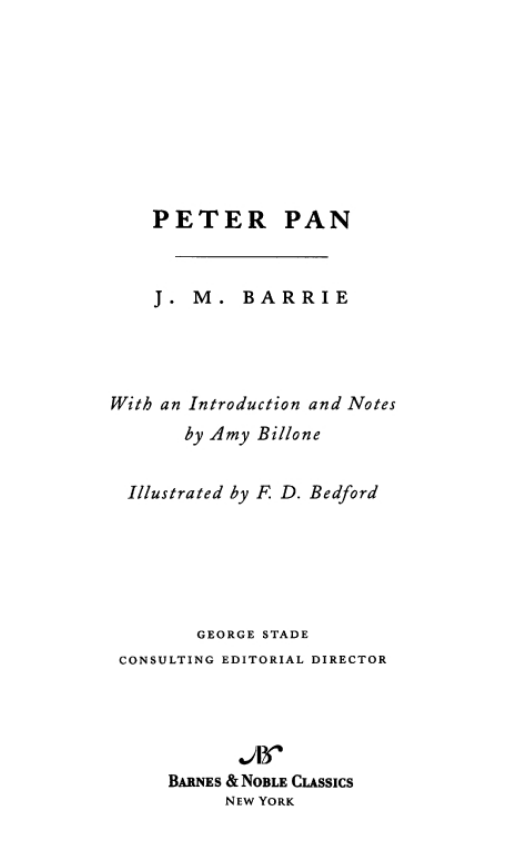 PETER PAN
J. M. BARRIE
With an Introduction and Notes
by Amy Billone
Illustrated by F. D. Bedford
GEORGE STADE
CONSULTING EDITORIAL DIRECTOR
BARNES & NOBLE CLASSICS
NEW YORK